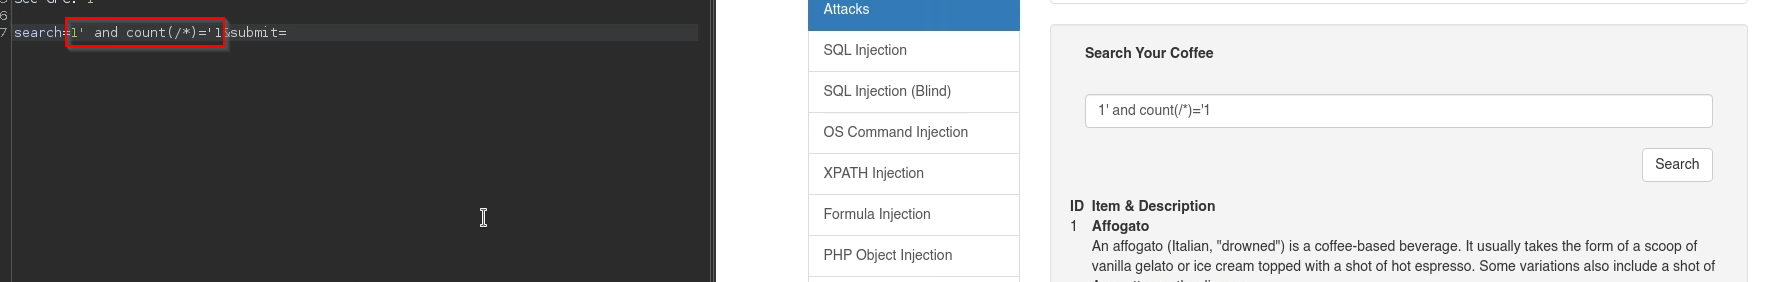 6
7 search=1' and count(/*)='1&submit=
Attacks
SQL Injection
SQL Injection (Blind)
OS Command Injection
XPATH Injection
Formula Injection
PHP Object Injection
Search Your Coffee
1' and count(/*)='1
Search
ID Item & Description
1 Affogato
An affogato (Italian, "drowned") is a coffee-based beverage. It usually takes the form of a scoop of
vanilla gelato or ice cream topped with a shot of hot espresso. Some variations also include a shot of